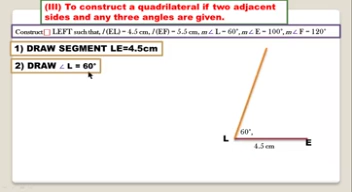 (III) To construct a quadrilateral if two adjacent
sides and any three angles are given.
Construct □ LEFT such that, l (EL) = 4.5 cm, l (EF) = 5.5 cm, m∠L = 60°, m∠E = 100°, m∠F = 120°
1) DRAW SEGMENT LE=4.5cm
2) DRAW ∠L = 60°
60°,
L
E
4.5 cm